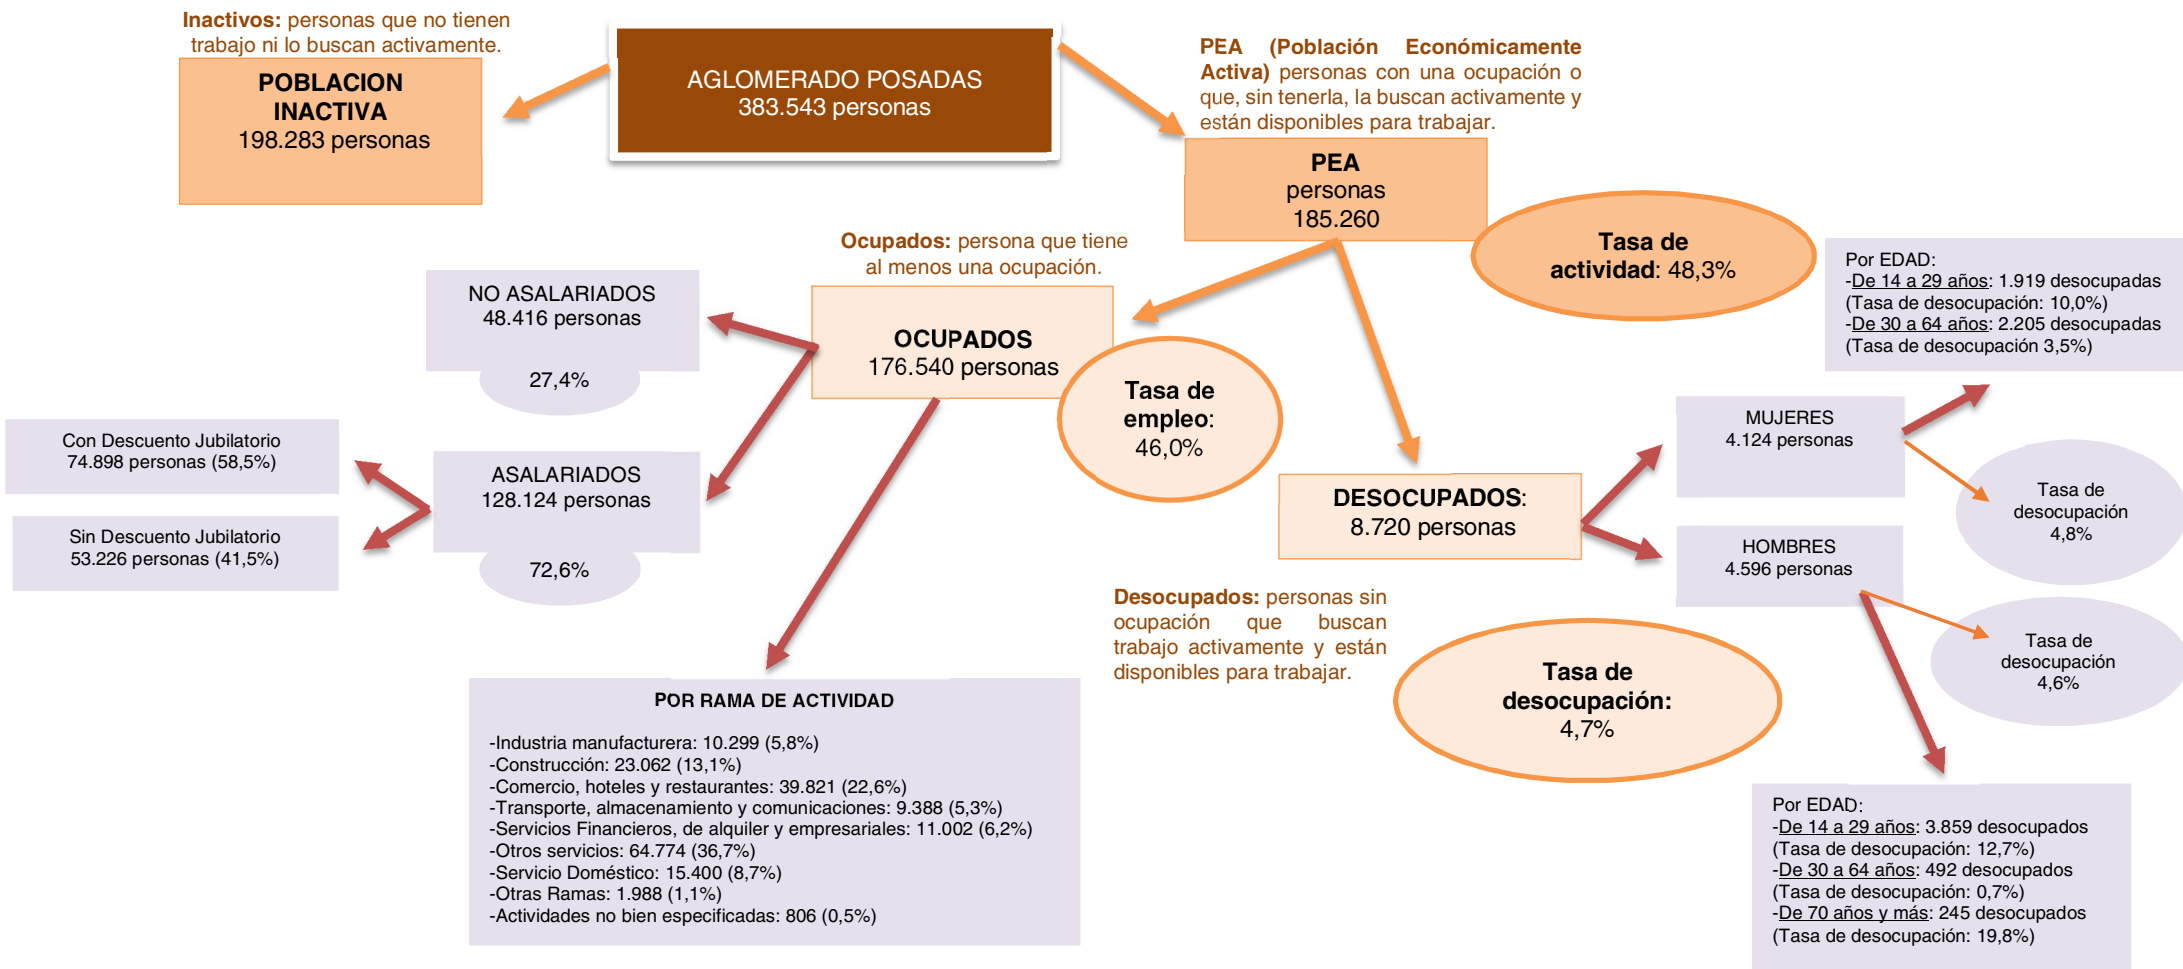 Inactivos: personas que no tienen
trabajo ni lo buscan activamente.
POBLACION
INACTIVA
198.283 personas
AGLOMERADO POSADAS
383.543 personas
PEA (Población Económicamente
Activa) personas con una ocupación o
que, sin tenerla, la buscan activamente y
están disponibles para trabajar.
PEA
personas
185.260
Tasa de
actividad: 48,3%
Ocupados: persona que tiene
al menos una ocupación.
OCUPADOS
176.540 personas
Tasa de
empleo:
46,0%
NO ASALARIADOS
48.416 personas
27,4%
ASALARIADOS
128.124 personas
72,6%
Con Descuento Jubilatorio
74.898 personas (58,5%)
Sin Descuento Jubilatorio
53.226 personas (41,5%)
POR RAMA DE ACTIVIDAD
-Industria manufacturera: 10.299 (5,8%)
-Construcción: 23.062 (13,1%)
-Comercio, hoteles y restaurantes: 39.821 (22,6%)
-Transporte, almacenamiento y comunicaciones: 9.388 (5,3%)
-Servicios Financieros, de alquiler y empresariales: 11.002 (6,2%)
-Otros servicios: 64.774 (36,7%)
-Servicio Doméstico: 15.400 (8,7%)
-Otras Ramas: 1.988 (1,1%)
-Actividades no bien especificadas: 806 (0,5%)
DESOCUPADOS:
8.720 personas
Desocupados: personas sin
ocupación que buscan
trabajo activamente y están
disponibles para trabajar.
Tasa de
desocupación:
4,7%
MUJERES
4.124 personas
Tasa de
desocupación
4,8%
Por EDAD:
-De 14 a 29 años: 1.919 desocupadas
(Tasa de desocupación: 10,0%)
-De 30 a 64 años: 2.205 desocupadas
(Tasa de desocupación 3,5%)
HOMBRES
4.596 personas
Tasa de
desocupación
4,6%
Por EDAD:
-De 14 a 29 años: 3.859 desocupados
(Tasa de desocupación: 12,7%)
-De 30 a 64 años: 492 desocupados
(Tasa de desocupación: 0,7%)
-De 70 años y más: 245 desocupados
(Tasa de desocupación: 19,8%)